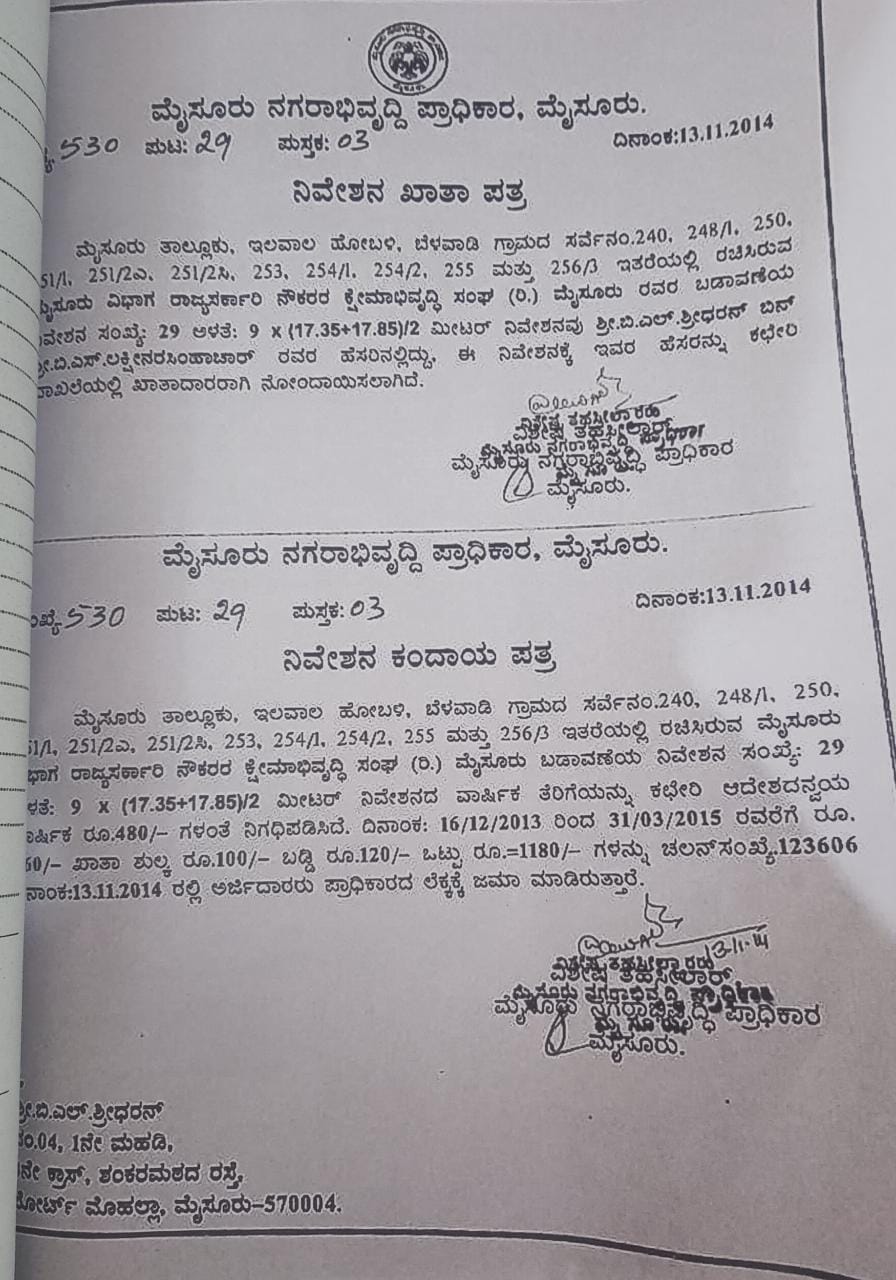 ಮೈಸೂರು ನಗರಾಭಿವೃದ್ದಿ ಪ್ರಾಧಿಕಾರ, ಮೈಸೂರು.
530 ಪುಟ: 29 ಪುಸ್ತಕ: 03 ದಿನಾಂಕ:13.11.2014
ನಿವೇಶನ ಖಾತಾ ಪತ್ರ
ಮೈಸೂರು ತಾಲ್ಲೂಕು, ಇಲವಾಲ ಹೋಬಳಿ, ಬೆಳವಾಡಿ ಗ್ರಾಮದ ಸರ್ವೆನಂ.240, 248/1, 250,
51/1, 251/2ಎ, 251/2ಸಿ, 253, 254/1, 254/2, 255 ಮತ್ತು 256/3 ಇತರೆಯಲ್ಲಿ ರಚಿಸಿರುವ
ಮೈಸೂರು ವಿಭಾಗ ರಾಜ್ಯಸರ್ಕಾರಿ ನೌಕರರ ಕ್ಷೇಮಾಭಿವೃದ್ಧಿ ಸಂಘ (ರಿ.) ಮೈಸೂರು ರವರ ಬಡಾವಣೆಯ
ವೇಶನ ಸಂಖ್ಯೆ: 29 ಅಳತೆ: 9 x (17.35+17.85)/2 ಮೀಟರ್ ನಿವೇಶನವು ಶ್ರೀ.ಬಿ.ಎಲ್.ಶ್ರೀಧರನ್ ಬಿನ್
ಶ್ರೀ.ಬಿ.ಎಸ್.ಲಕ್ಷ್ಮೀನರಸಿಂಹಾಚಾರ್ ರವರ ಹೆಸರಿನಲ್ಲಿದ್ದು, ಈ ನಿವೇಶನಕ್ಕೆ ಇವರ ಹೆಸರನ್ನು ಕಛೇರಿ
ಾಖಲೆಯಲ್ಲಿ ಖಾತಾದಾರರಾಗಿ ನೋಂದಾಯಿಸಲಾಗಿದೆ.
ವಿಶೇಷ ತಹಸೀಲ್ದಾರ್
ಮೈಸೂರು ನಗರಾಭಿವೃದ್ಧಿ ಪ್ರಾಧಿಕಾರ
ಮೈಸೂರು.
ಮೈಸೂರು ನಗರಾಭಿವೃದ್ದಿ ಪ್ರಾಧಿಕಾರ, ಮೈಸೂರು.
ಖ್ಯೆ 530 ಪುಟ: 29 ಪುಸ್ತಕ: 03 ದಿನಾಂಕ:13.11.2014
ನಿವೇಶನ ಕಂದಾಯ ಪತ್ರ
ಮೈಸೂರು ತಾಲ್ಲೂಕು, ಇಲವಾಲ ಹೋಬಳಿ, ಬೆಳವಾಡಿ ಗ್ರಾಮದ ಸರ್ವೆನಂ.240, 248/1, 250,
51/1, 251/2ಎ, 251/2ಸಿ, 253, 254/1, 254/2, 255 ಮತ್ತು 256/3 ಇತರೆಯಲ್ಲಿ ರಚಿಸಿರುವ ಮೈಸೂರು
ಭಾಗ ರಾಜ್ಯಸರ್ಕಾರಿ ನೌಕರರ ಕ್ಷೇಮಾಭಿವೃದ್ಧಿ ಸಂಘ (ರಿ.) ಮೈಸೂರು ಬಡಾವಣೆಯ ನಿವೇಶನ ಸಂಖ್ಯೆ: 29
ಳತೆ: 9 x (17.35+17.85)/2 ಮೀಟರ್ ನಿವೇಶನದ ವಾರ್ಷಿಕ ತೆರಿಗೆಯನ್ನು ಕಛೇರಿ ಆದೇಶದನ್ವಯ
ಾರ್ಷಿಕ ರೂ.480/– ಗಳಂತೆ ನಿಗಧಿಪಡಿಸಿದೆ. ದಿನಾಂಕ: 16/12/2013 ರಿಂದ 31/03/2015 ರವರೆಗೆ ರೂ.
60/– ಖಾತಾ ಶುಲ್ಕ ರೂ.100/– ಬಡ್ಡಿ ರೂ.120/– ಒಟ್ಟು ರೂ.=1180/– ಗಳನ್ನು ಚಲನ್‌ಸಂಖ್ಯೆ.123606
ನಾಂಕ:13.11.2014 ರಲ್ಲಿ ಅರ್ಜಿದಾರರು ಪ್ರಾಧಿಕಾರದ ಲೆಕ್ಕಕ್ಕೆ ಜಮಾ ಮಾಡಿರುತ್ತಾರೆ.
13-11-14
ವಿಶೇಷ ತಹಸೀಲ್ದಾರ್
ಮೈಸೂರು ನಗರಾಭಿವೃದ್ಧಿ ಪ್ರಾಧಿಕಾರ
ಮೈಸೂರು.
ಶ್ರೀ.ಬಿ.ಎಲ್.ಶ್ರೀಧರನ್
ನಂ.04, 1ನೇ ಮಹಡಿ,
ನೇ ಕ್ರಾಸ್, ಶಂಕರಮಠದ ರಸ್ತೆ,
ಫೋರ್ಟ್ ಮೊಹಲ್ಲಾ, ಮೈಸೂರು–570004.